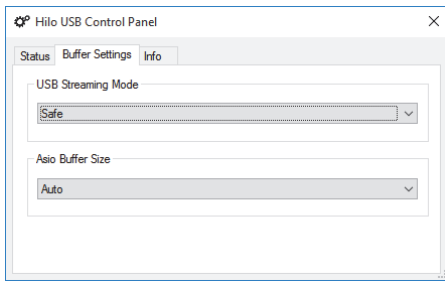 Hilo USB Control Panel
Status Buffer Settings Info
USB Streaming Mode
Safe
Asio Buffer Size
Auto